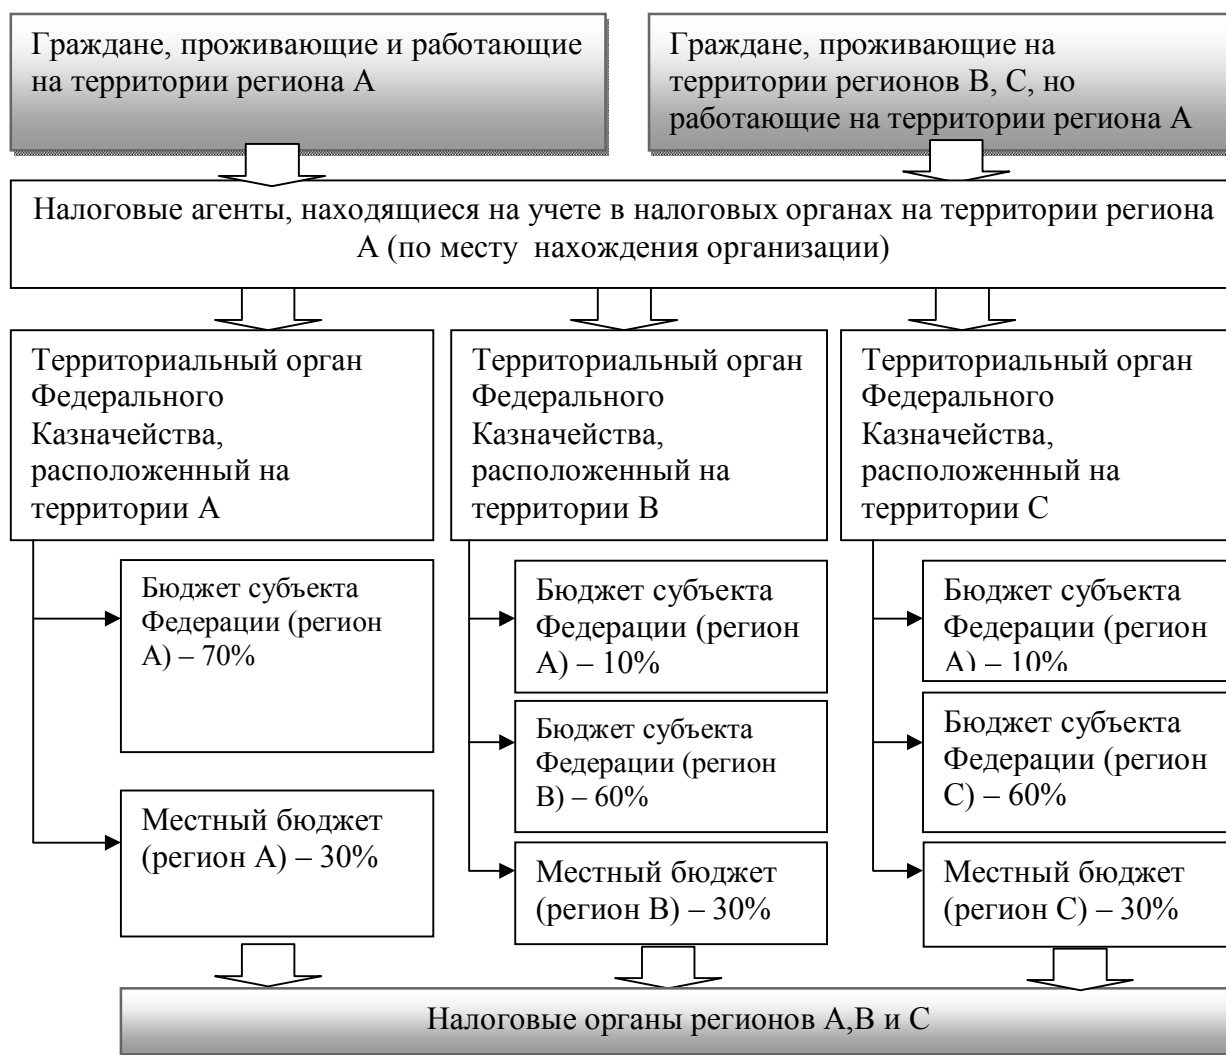 Граждане, проживающие и работающие
на территории региона А
Граждане, проживающие на
территории регионов В, С, но
работающие на территории региона А
Налоговые агенты, находящиеся на учете в налоговых органах на территории региона
А (по месту нахождения организации)
Территориальный орган
Федерального
Казначейства,
расположенный на
территории А
Территориальный орган
Федерального
Казначейства,
расположенный на
территории В
Территориальный орган
Федерального
Казначейства,
расположенный на
территории С
Бюджет субъекта
Федерации (регион
А) – 70%
Местный бюджет
(регион А) – 30%
Бюджет субъекта
Федерации (регион
А) – 10%
Бюджет субъекта
Федерации (регион
В) – 60%
Местный бюджет
(регион В) – 30%
Бюджет субъекта
Федерации (регион
А) – 10%
Бюджет субъекта
Федерации (регион
С) – 60%
Местный бюджет
(регион С) – 30%
Налоговые органы регионов А,В и С